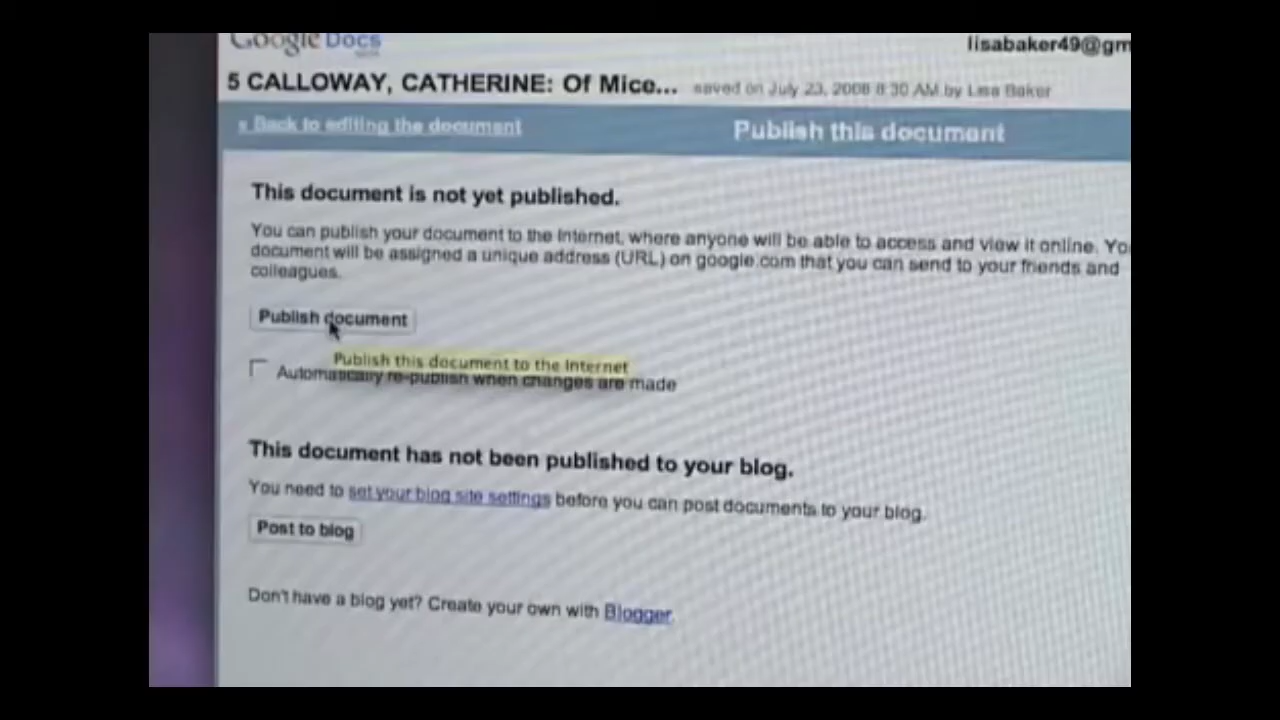 Google Docs
lisabaker49@gm
5 CALLOWAY, CATHERINE: Of Mice... saved on July 23, 2008 8:30 AM by Lisa Baker
« Back to editing the document
Publish this document
This document is not yet published.
You can publish your document to the Internet, where anyone will be able to access and view it online. Yo
document will be assigned a unique address (URL) on google.com that you can send to your friends and
colleagues.
Publish document
Publish this document to the Internet
Automatically re-publish when changes are made
This document has not been published to your blog.
You need to set your blog site settings before you can post documents to your blog.
Post to blog
Don't have a blog yet? Create your own with Blogger.